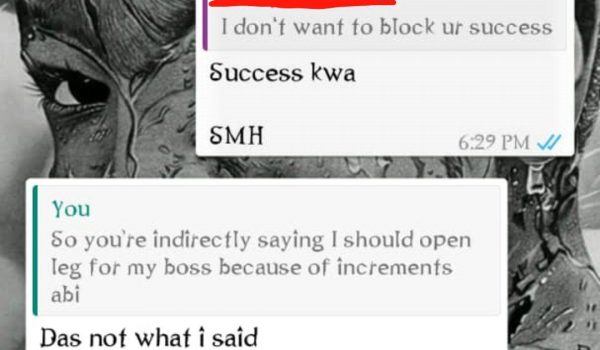 I don't want to block ur success
Success kwa
SMH
6:29 PM
You
So you're indirectly saying I should open
leg for my boss because of increments
abi
Das not what i said